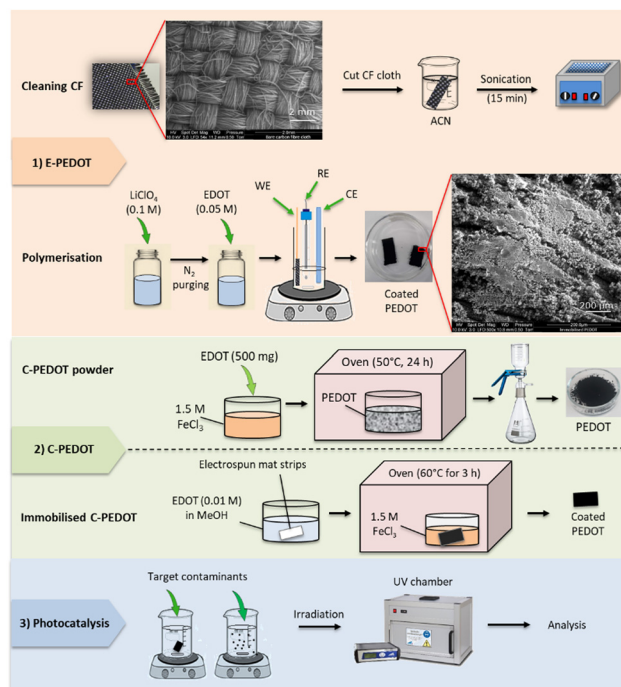 Cleaning CF
2 mm
Cut CF cloth
ACN
Sonication
(15 min)
1) E-PEDOT
LiClO₄
(0.1 M)
EDOT
(0.05 M)
WE
RE
CE
Polymerisation
N₂
purging
Coated
PEDOT
200 µm
C-PEDOT powder
EDOT (500 mg)
1.5 M
FeCl₃
Oven (50°C, 24 h)
PEDOT
PEDOT
2) C-PEDOT
Electrospun mat strips
Immobilised C-PEDOT
EDOT (0.01 M)
in MeOH
Oven (60°C for 3 h)
1.5 M
FeCl₃
Coated
PEDOT
3) Photocatalysis
Target contaminants
Irradiation
UV chamber
Analysis